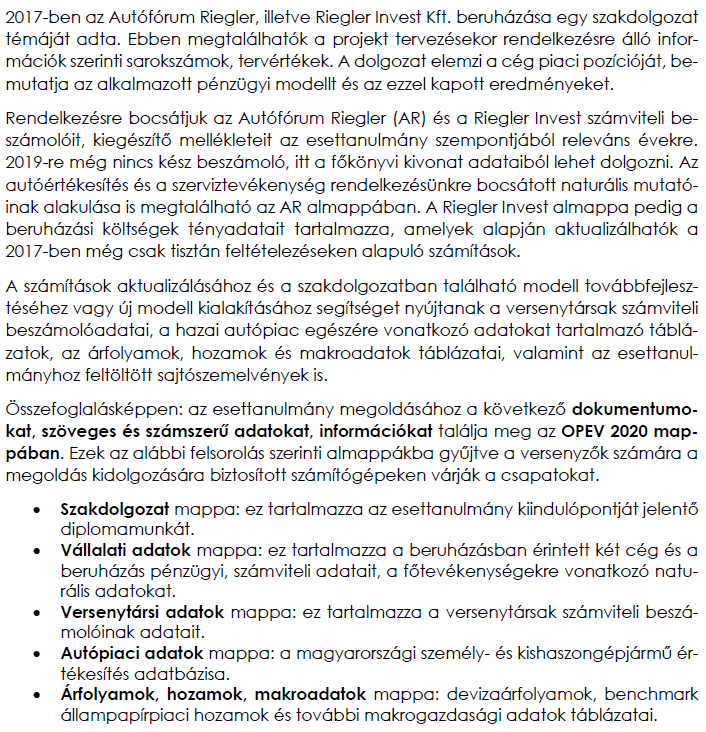 2017-ben az Autófórum Riegler, illetve Riegler Invest Kft. beruházása egy szakdolgozat
témáját adta. Ebben megtalálhatók a projekt tervezésekor rendelkezésre álló infor-
mációk szerinti sarokszámok, tervértékek. A dolgozat elemzi a cég piaci pozícióját, be-
mutatja az alkalmazott pénzügyi modellt és az ezzel kapott eredményeket.
Rendelkezésre bocsátjuk az Autófórum Riegler (AR) és a Riegler Invest számviteli be-
számolóit, kiegészítő mellékleteit az esettanulmány szempontjából releváns évekre.
2019-re még nincs kész beszámoló, itt a főkönyvi kivonat adataiból lehet dolgozni. Az
autóértékesítés és a szerviztevékenység rendelkezésünkre bocsátott naturális mutató-
inak alakulása is megtalálható az AR almappában. A Riegler Invest almappa pedig a
beruházási költségek tényadatait tartalmazza, amelyek alapján aktualizálhatók a
2017-ben még csak tisztán feltételezéseken alapuló számítások.
A számítások aktualizálásához és a szakdolgozatban található modell továbbfejlesz-
téséhez vagy új modell kialakításához segítséget nyújtanak a versenytársak számviteli
beszámolóadatai, a hazai autópiac egészére vonatkozó adatokat tartalmazó táblá-
zatok, az árfolyamok, hozamok és makroadatok táblázatai, valamint az esettanul-
mányhoz feltöltött sajtószemelvények is.
Összefoglalásképpen: az esettanulmány megoldásához a következő dokumentumo-
kat, szöveges és számszerű adatokat, információkat találja meg az OPEV 2020 map-
pában. Ezek az alábbi felsorolás szerinti almappákba gyűjtve a versenyzők számára a
megoldás kidolgozására biztosított számítógépeken várják a csapatokat.
• Szakdolgozat mappa: ez tartalmazza az esettanulmány kiindulópontját jelentő
diplomamunkát.
• Vállalati adatok mappa: ez tartalmazza a beruházásban érintett két cég és a
beruházás pénzügyi, számviteli adatait, a főtevékenységekre vonatkozó natu-
rális adatokat.
• Versenytársi adatok mappa: ez tartalmazza a versenytársak számviteli beszá-
molóinak adatait.
• Autópiaci adatok mappa: a magyarországi személy- és kishaszongépjármű ér-
tékesítés adatbázisa.
• Árfolyamok, hozamok, makroadatok mappa: devizaárfolyamok, benchmark
állampapírpiaci hozamok és további makrogazdasági adatok táblázatai.